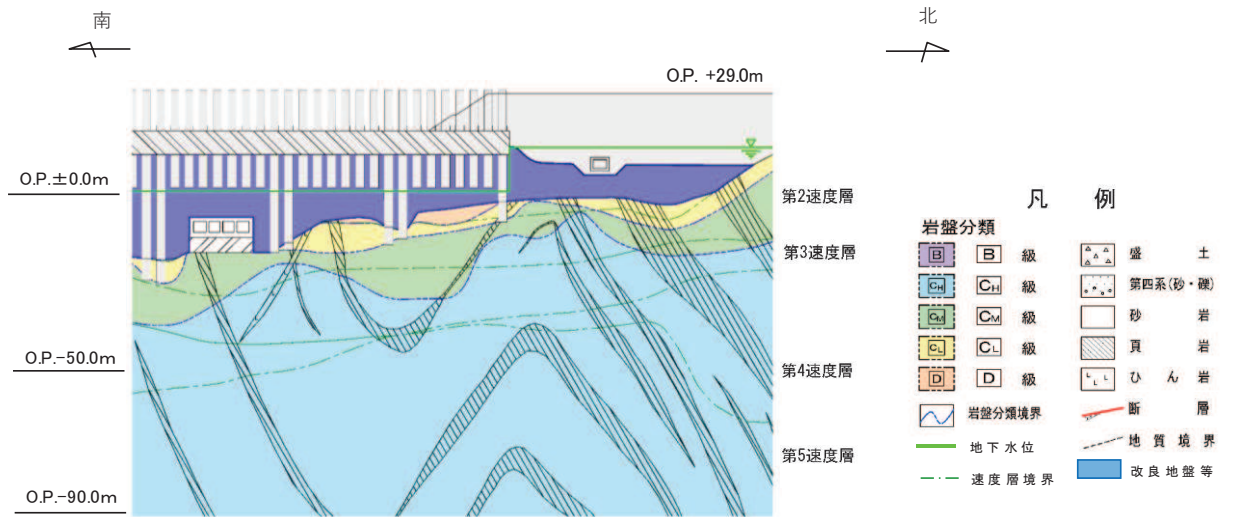 南
北
O.P. +29.0m
O.P.±0.0m
O.P.-50.0m
O.P.-90.0m
第2速度層
第3速度層
第4速度層
第5速度層
凡 例
岩盤分類
B B 級
CH CH 級
CM CM 級
CL CL 級
D D 級
岩盤分類境界
地下水位
速度層境界
盛 土
第四系(砂・礫)
砂 岩
頁 岩
ひん岩
断 層
地質境界
改良地盤等